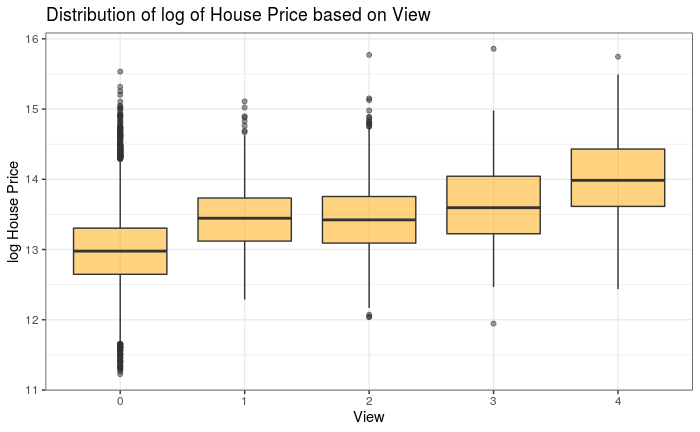 Distribution of log of House Price based on View
16
15
14
13
12
11
log House Price
0 1 2 3 4
View